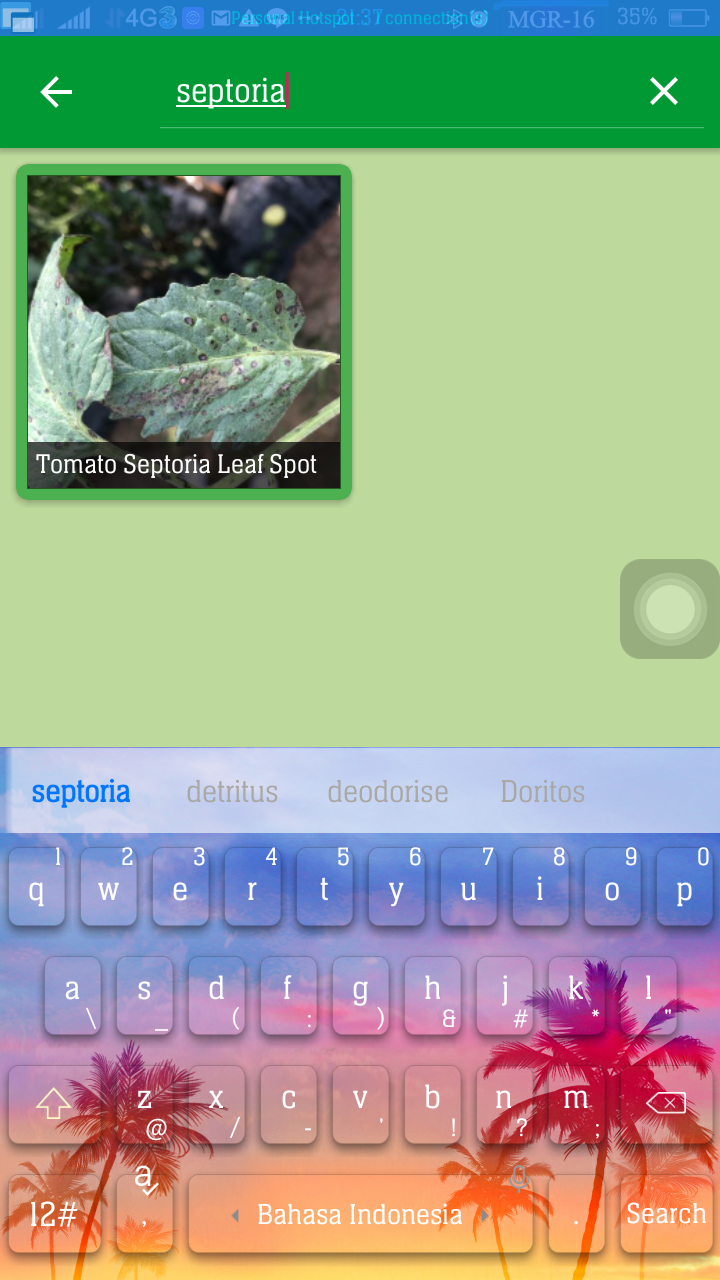 4G
Personal Hotspot: 1 connection
21:37
MGR-16
35%
septoria
Tomato Septoria Leaf Spot
septoria detritus deodorise Doritos
1 2 3 4 5 6 7 8 9 0
q w e r t y u i o p
a s d f g h j k l
\ _ ( : ) & # * "
z x c v b n m
@ / - ' ! ? ;
a
12# , Bahasa Indonesia . Search